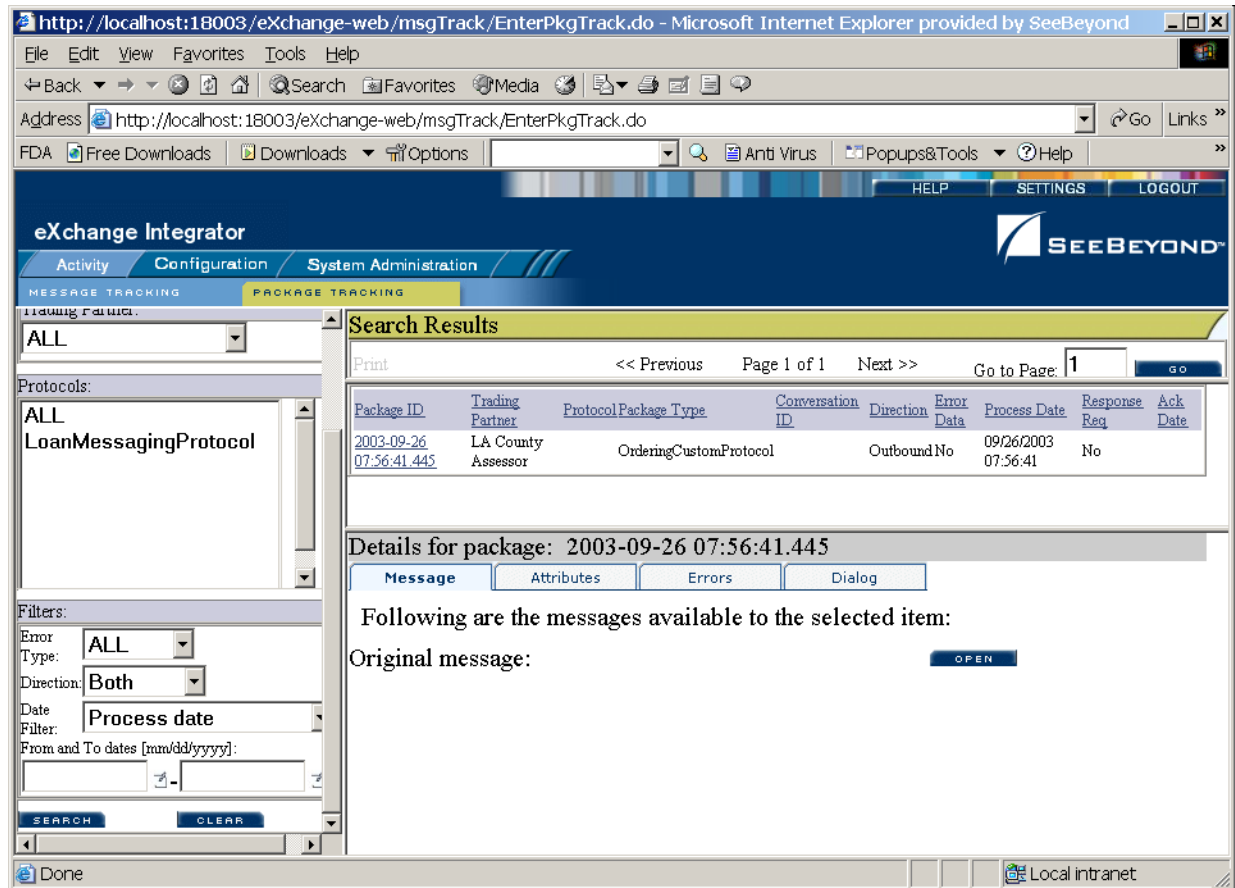 http://localhost:18003/eXchange-web/msgTrack/EnterPkgTrack.do - Microsoft Internet Explorer provided by SeeBeyond
File Edit View Favorites Tools Help
Back Search Favorites Media
Address http://localhost:18003/eXchange-web/msgTrack/EnterPkgTrack.do Go Links »
FDA Free Downloads Downloads Options Anti Virus Popups&Tools Help »
HELP SETTINGS LOGOUT
eXchange Integrator
SEEBEYOND™
Activity Configuration System Administration
MESSAGE TRACKING PACKAGE TRACKING
Trading Partner:
ALL
Protocols:
ALL
LoanMessagingProtocol
Filters:
Error Type: ALL
Direction: Both
Date Filter: Process date
From and To dates [mm/dd/yyyy]:
-
SEARCH CLEAR
Search Results
Print << Previous Page 1 of 1 Next >> Go to Page: 1 GO
Package ID Trading Partner Protocol Package Type Conversation ID Direction Error Data Process Date Response Req Ack Date
2003-09-26 07:56:41.445 LA County Assessor OrderingCustomProtocol Outbound No 09/26/2003 07:56:41 No
Details for package: 2003-09-26 07:56:41.445
Message Attributes Errors Dialog
Following are the messages available to the selected item:
Original message: OPEN
Done Local intranet